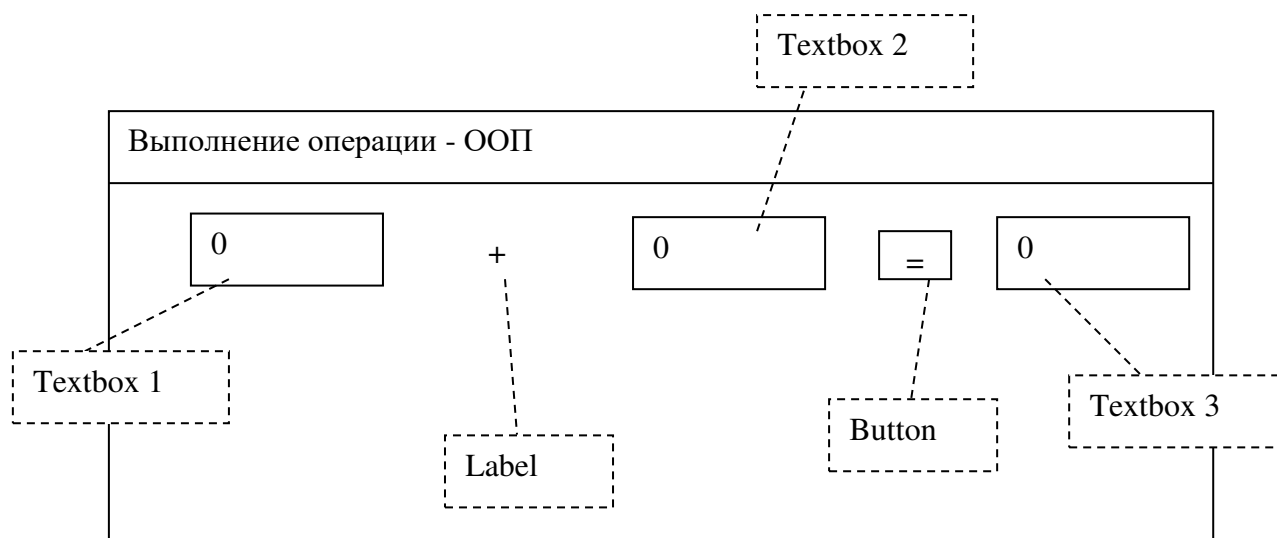 Textbox 2
Выполнение операции - ООП
0 + 0 = 0
Textbox 1
Textbox 3
Button
Label